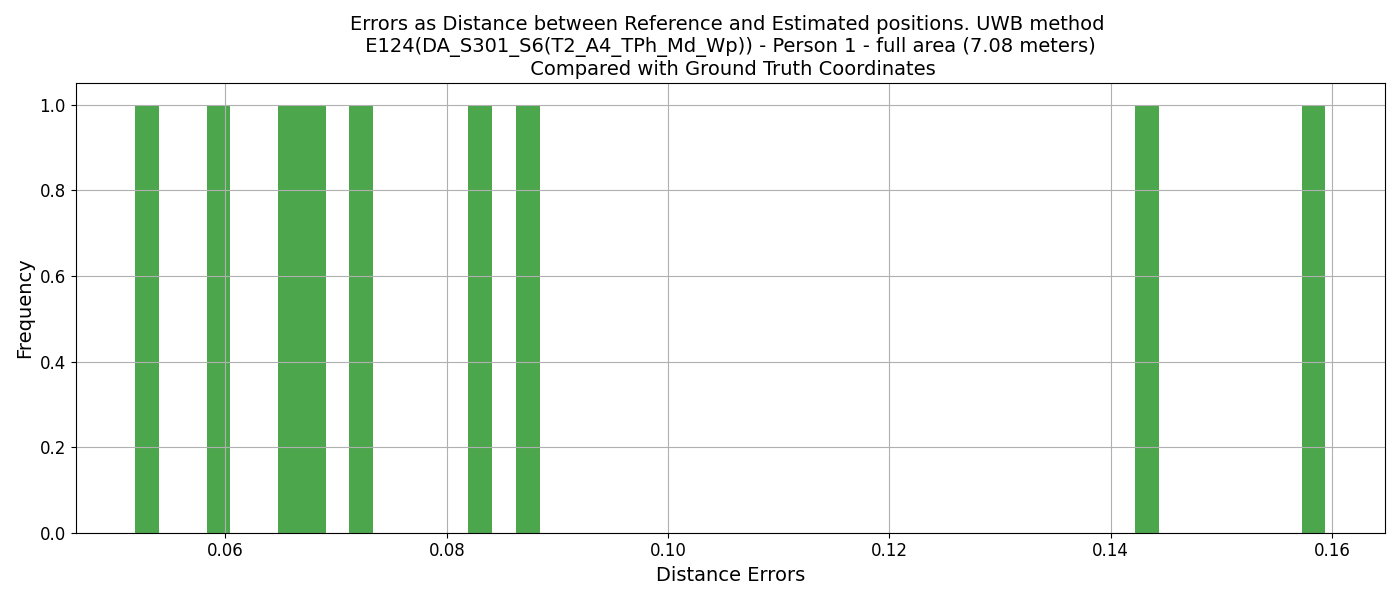 Errors as Distance between Reference and Estimated positions. UWB method
E124(DA_S301_S6(T2_A4_TPh_Md_Wp)) - Person 1 - full area (7.08 meters)
Compared with Ground Truth Coordinates
Frequency
1.0
0.8
0.6
0.4
0.2
0.0
0.06 0.08 0.10 0.12 0.14 0.16
Distance Errors